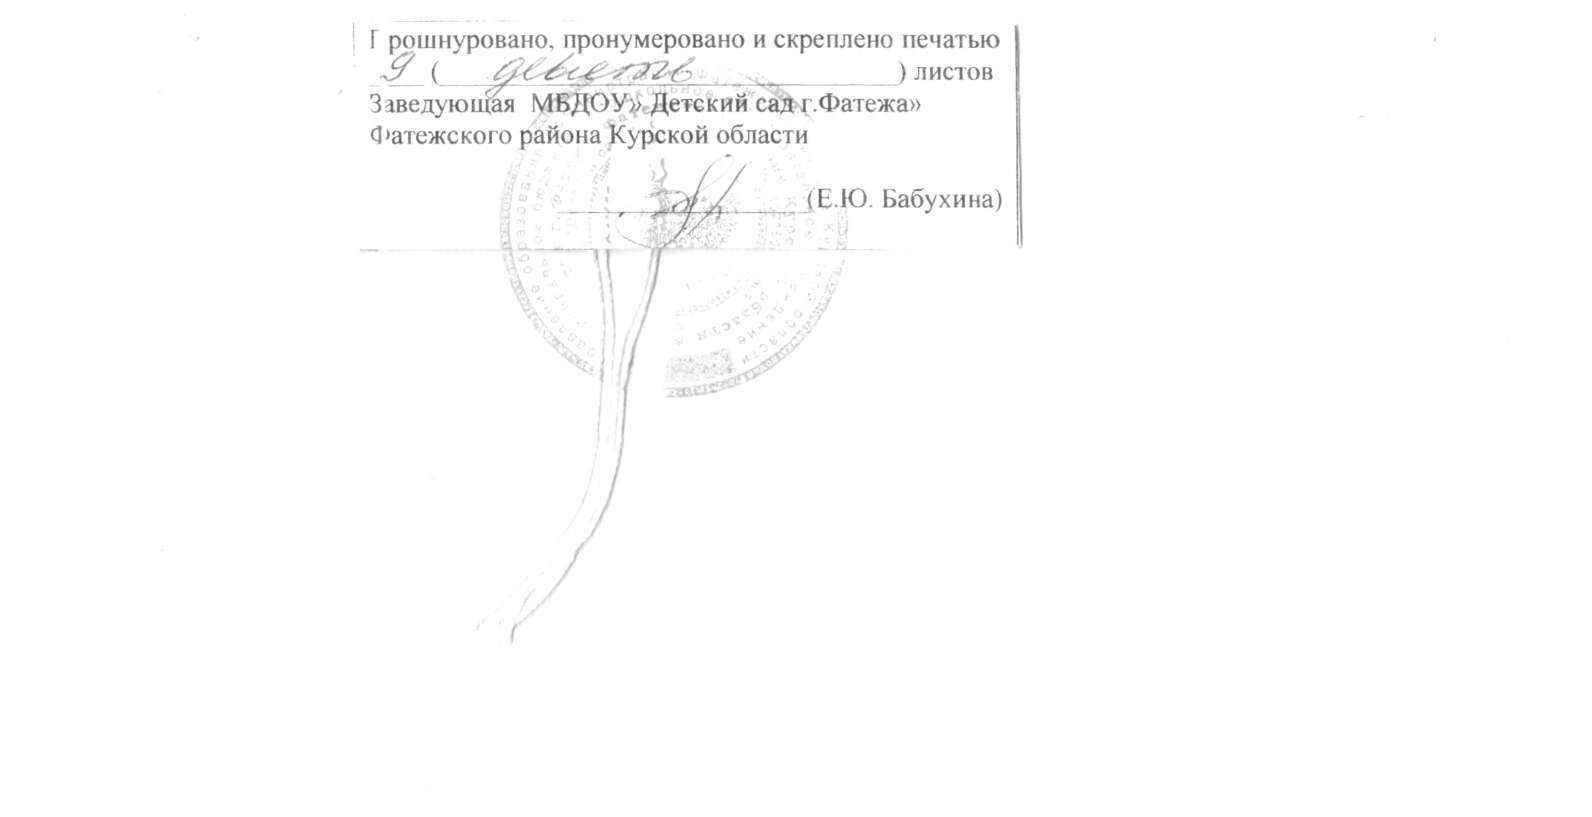 Прошнуровано, пронумеровано и скреплено печатью
9 ( девять ) листов
Заведующая МБДОУ» Детский сад г.Фатежа»
Фатежского района Курской области
(Е.Ю. Бабухина)